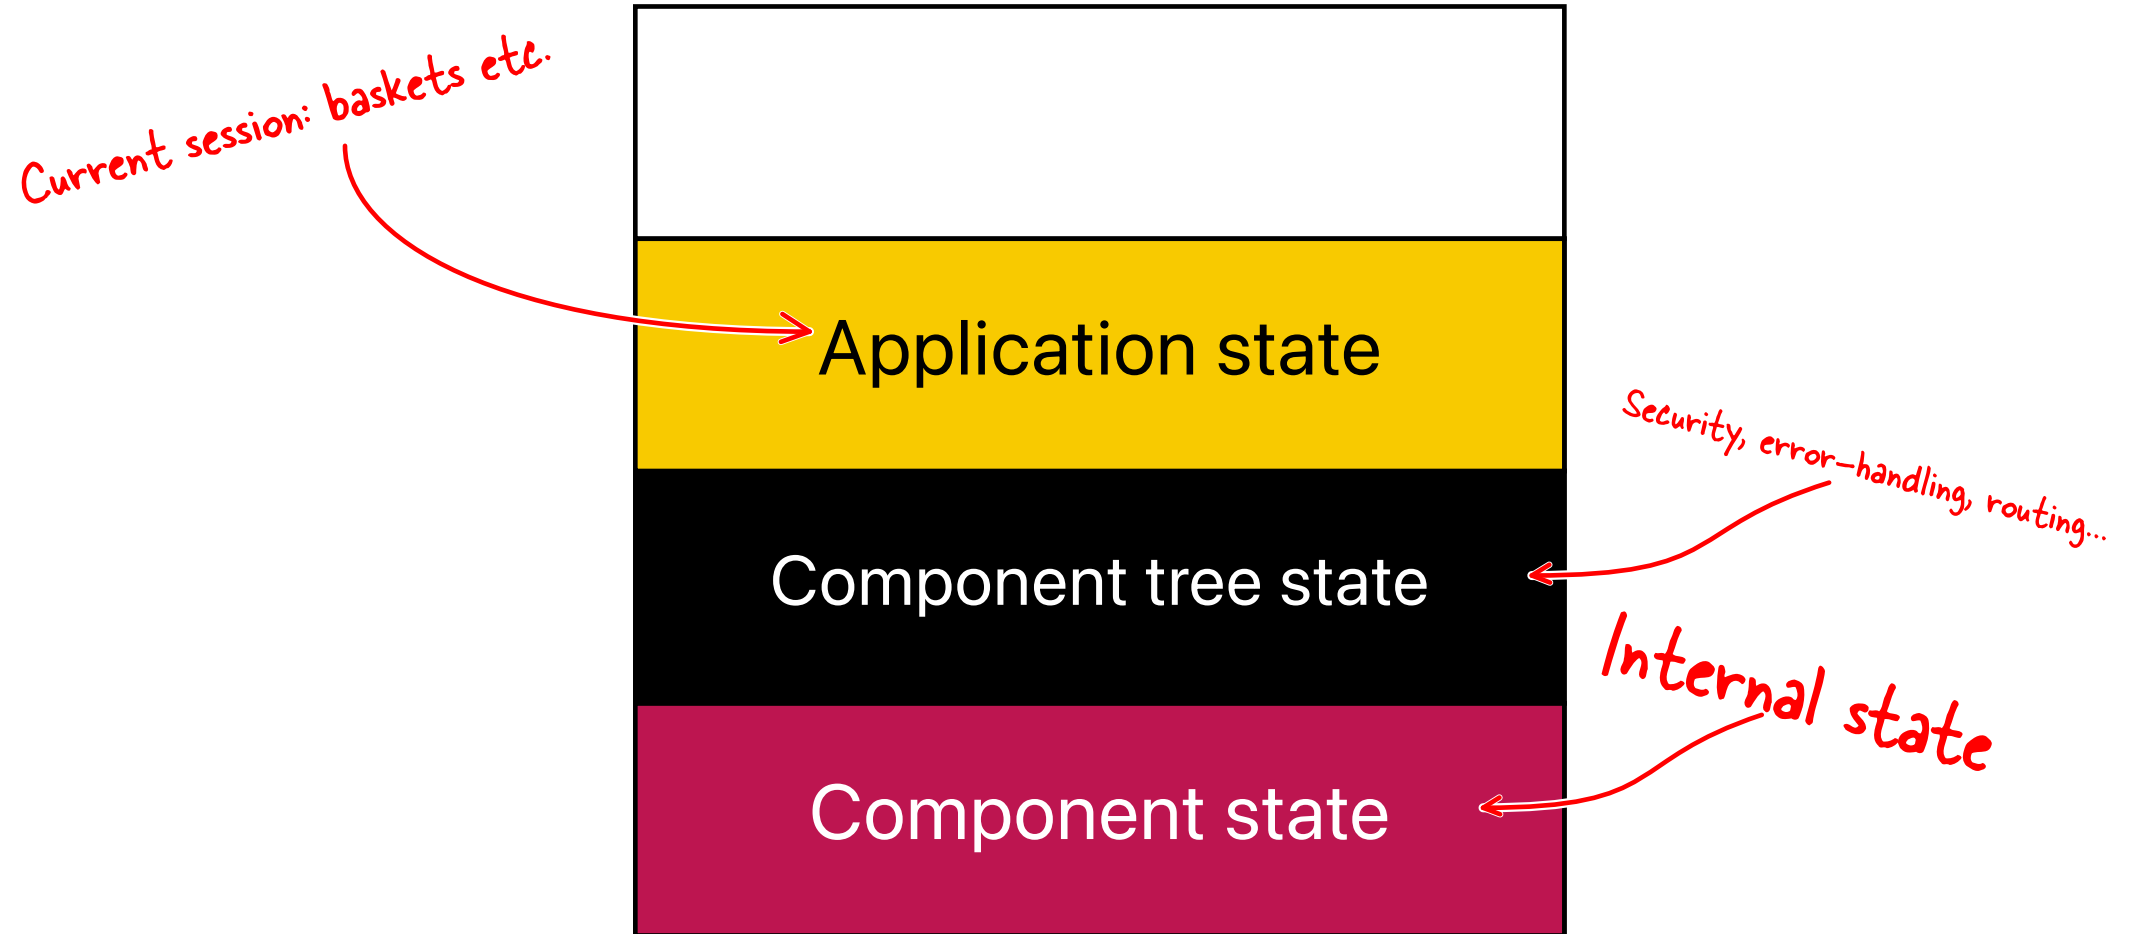 Current session: baskets etc.
Application state
Security, error-handling, routing...
Component tree state
Internal state
Component state